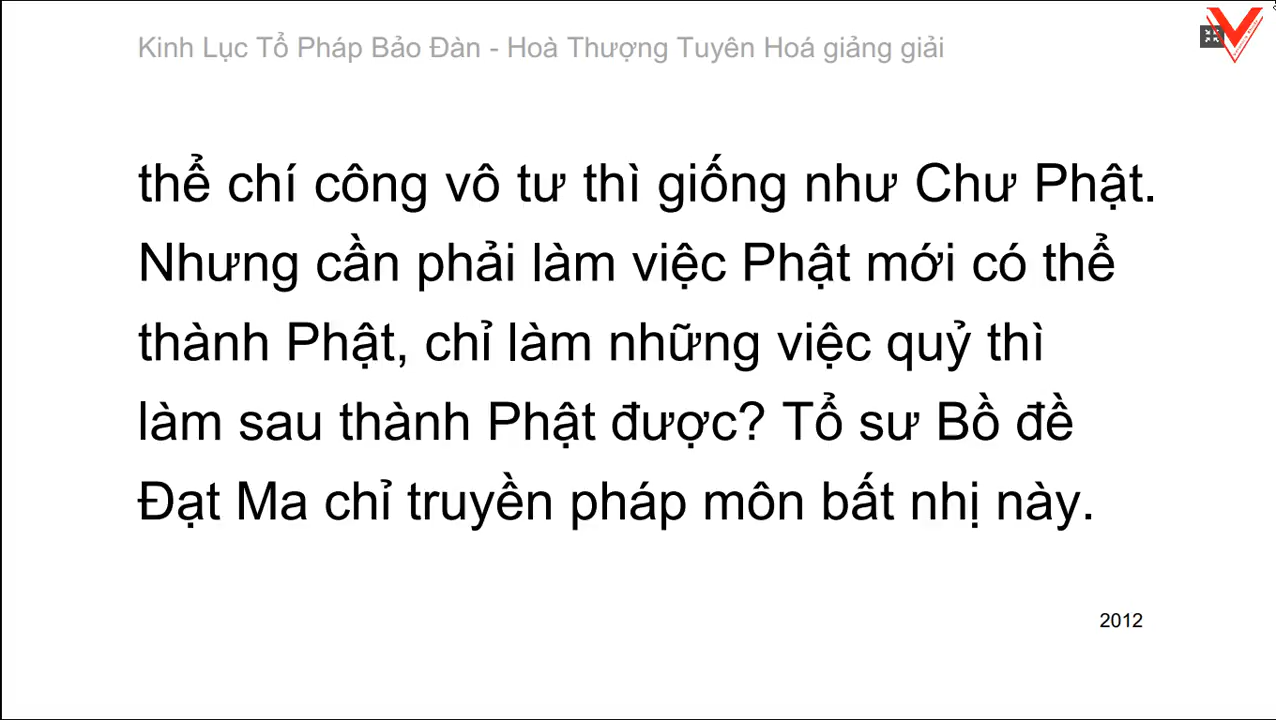 Kinh Lục Tổ Pháp Bảo Đàn - Hoà Thượng Tuyên Hoá giảng giải
thể chí công vô tư thì giống như Chư Phật.
Nhưng cần phải làm việc Phật mới có thể
thành Phật, chỉ làm những việc quỷ thì
làm sau thành Phật được? Tổ sư Bồ đề
Đạt Ma chỉ truyền pháp môn bất nhị này.
2012